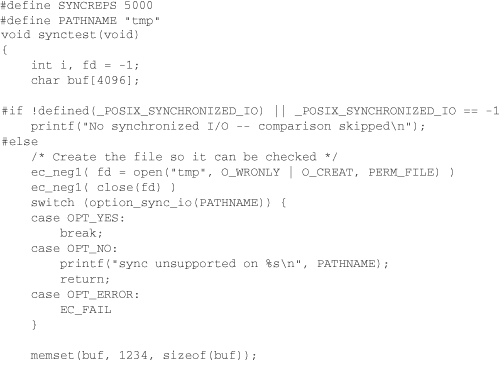 #define SYNCREPS 5000
#define PATHNAME "tmp"
void synctest(void)
{
    int i, fd = -1;
    char buf[4096];

#if !defined(_POSIX_SYNCHRONIZED_IO) || _POSIX_SYNCHRONIZED_IO == -1
    printf("No synchronized I/O -- comparison skipped\n");
#else
    /* Create the file so it can be checked */
    ec_neg1( fd = open("tmp", O_WRONLY | O_CREAT, PERM_FILE) )
    ec_neg1( close(fd) )
    switch (option_sync_io(PATHNAME)) {
    case OPT_YES:
        break;
    case OPT_NO:
        printf("sync unsupported on %s\n", PATHNAME);
        return;
    case OPT_ERROR:
        EC_FAIL
    }

    memset(buf, 1234, sizeof(buf));